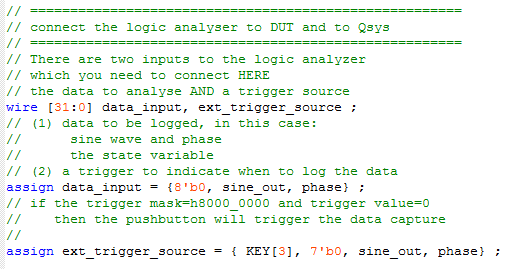 // ======================================================
// connect the logic analyser to DUT and to Qsys
// ======================================================
// There are two inputs to the logic analyzer
// which you need to connect HERE
// the data to analyse AND a trigger source
wire [31:0] data_input, ext_trigger_source ;
// (1) data to be logged, in this case:
//      sine wave and phase
//      the state variable
// (2) a trigger to indicate when to log the data
assign data_input = {8'b0, sine_out, phase} ;
// if the trigger mask=h8000_0000 and trigger value=0
//    then the pushbutton will trigger the data capture
//
assign ext_trigger_source = { KEY[3], 7'b0, sine_out, phase} ;